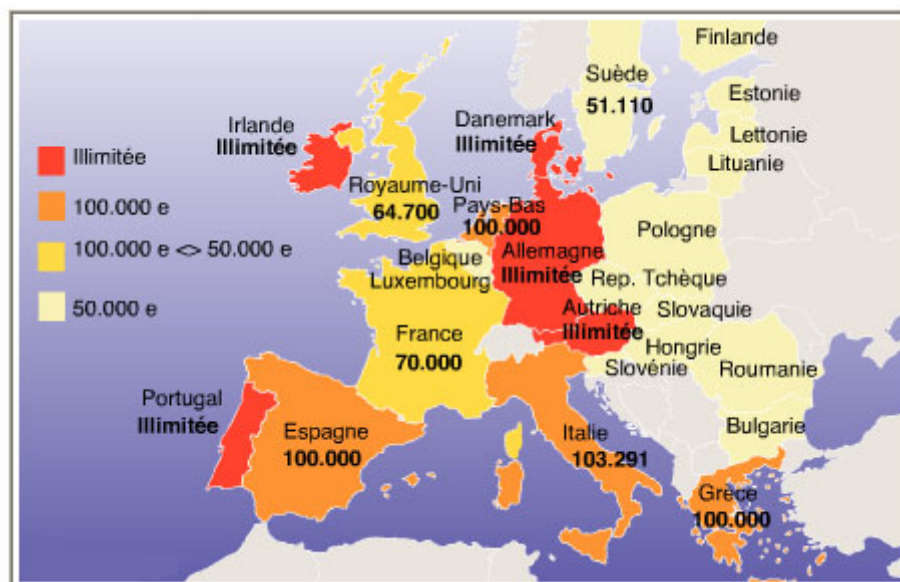 Finlande
Suède
51.110
Estonie
Lettonie
Lituanie
Irlande
Illimitée
Danemark
Illimitée
Illimitée
100.000 e
100.000 e <> 50.000 e
50.000 e
Royaume-Uni
64.700
Pays-Bas
100.000
Pologne
Belgique
Luxembourg
Allemagne
Illimitée
Rep. Tchèque
Autriche
Illimitée
Slovaquie
Hongrie
Slovénie
Roumanie
France
70.000
Portugal
Illimitée
Espagne
100.000
Italie
103.291
Bulgarie
Grèce
100.000